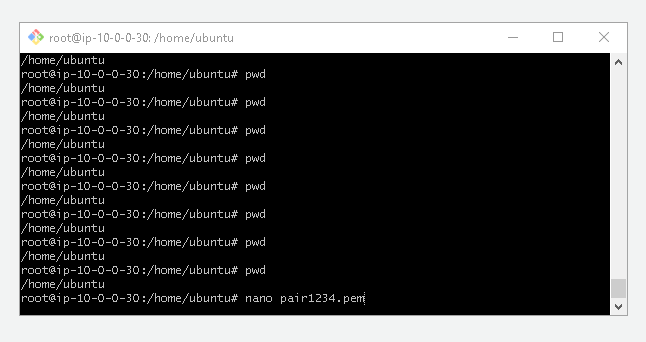 root@ip-10-0-0-30: /home/ubuntu
/home/ubuntu
root@ip-10-0-0-30:/home/ubuntu# pwd
/home/ubuntu
root@ip-10-0-0-30:/home/ubuntu# pwd
/home/ubuntu
root@ip-10-0-0-30:/home/ubuntu# pwd
/home/ubuntu
root@ip-10-0-0-30:/home/ubuntu# pwd
/home/ubuntu
root@ip-10-0-0-30:/home/ubuntu# pwd
/home/ubuntu
root@ip-10-0-0-30:/home/ubuntu# pwd
/home/ubuntu
root@ip-10-0-0-30:/home/ubuntu# pwd
/home/ubuntu
root@ip-10-0-0-30:/home/ubuntu# pwd
/home/ubuntu
root@ip-10-0-0-30:/home/ubuntu# nano pair1234.pem